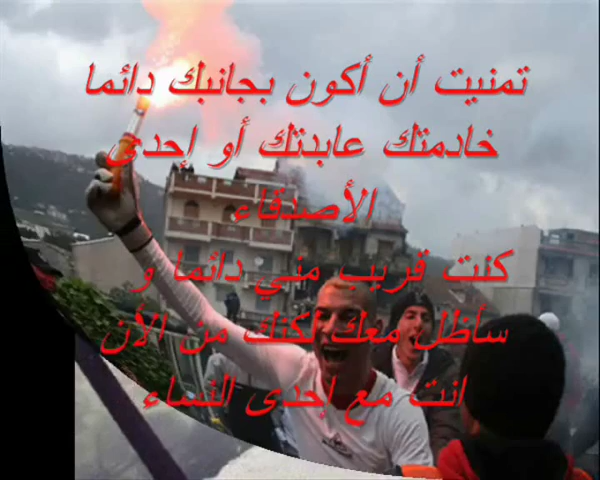 تمنيت أن أكون بجانبك دائما
خادمتك عابدتك أو إحدى
الأصدقاء
كنت قريب مني دائما و
سأظل معك لكنك من الآن
انت مع إحدى النساء